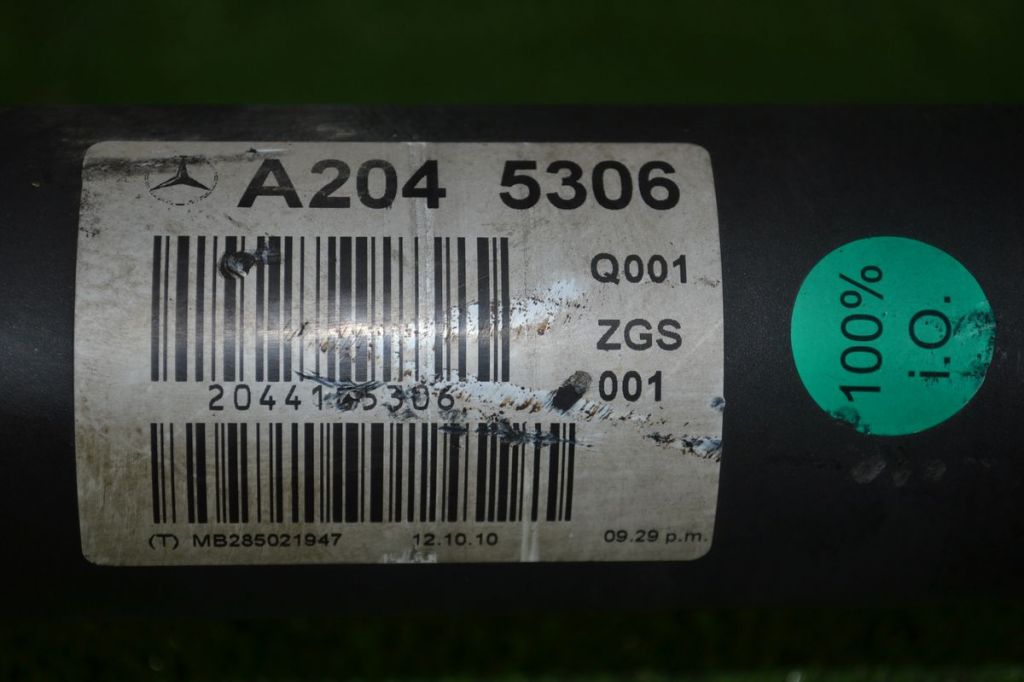 A204 5306
Q001
ZGS
001
(T) MB285021947 12.10.10 09.29 p.m.
100%
i.O.